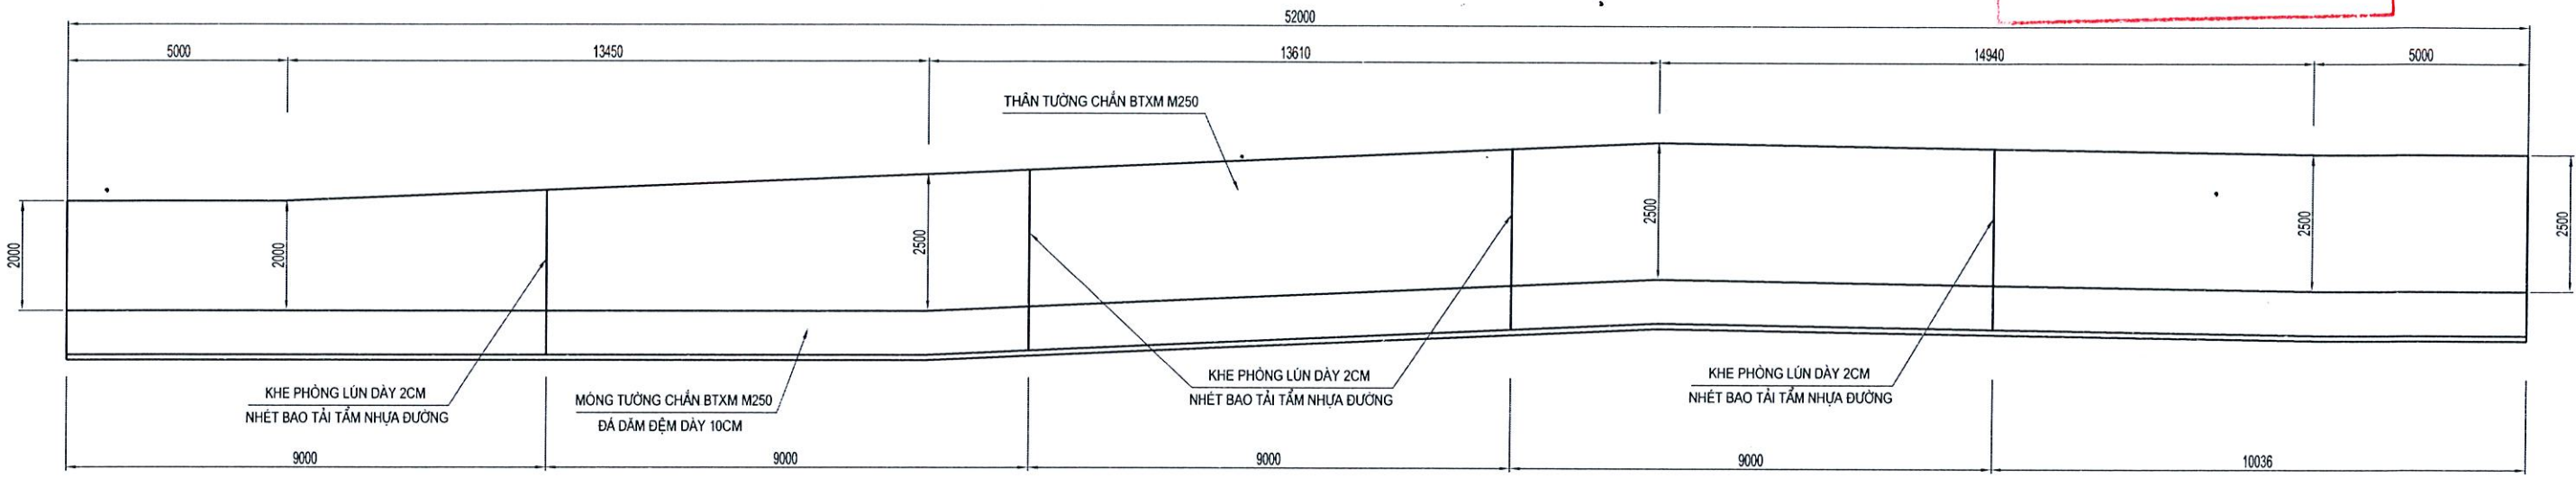 52000
5000
13450
13610
14940
5000
THÂN TƯỜNG CHẮN BTXM M250
2000
2000
2500
2500
2500
2500
KHE PHÒNG LÚN DÀY 2CM
NHÉT BAO TẢI TẨM NHỰA ĐƯỜNG
MÓNG TƯỜNG CHẮN BTXM M250
ĐÁ DĂM ĐỆM DÀY 10CM
KHE PHÒNG LÚN DÀY 2CM
NHÉT BAO TẢI TẨM NHỰA ĐƯỜNG
KHE PHÒNG LÚN DÀY 2CM
NHÉT BAO TẢI TẨM NHỰA ĐƯỜNG
9000
9000
9000
9000
10036